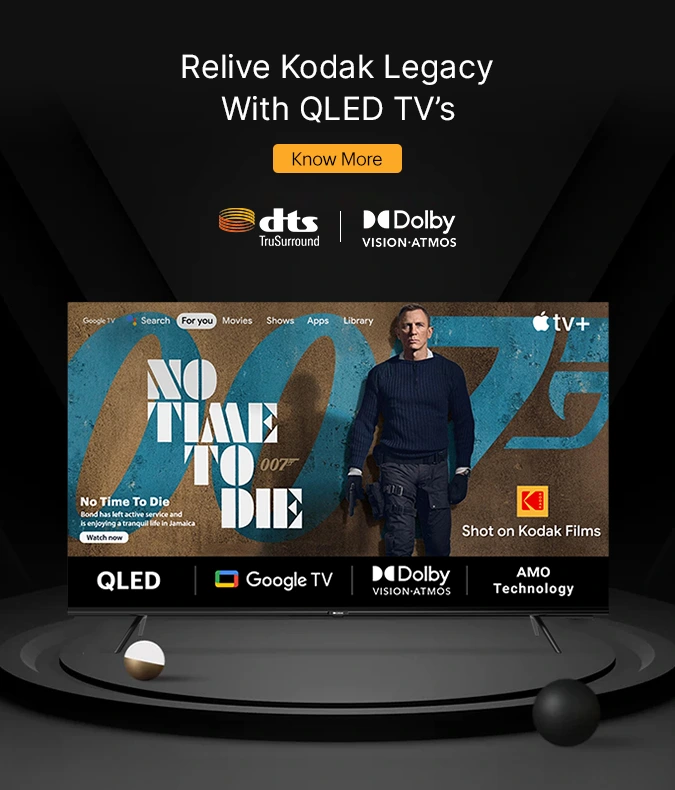 Relive Kodak Legacy
With QLED TV’s
Know More
dts
TruSurround
Dolby
VISION·ATMOS
Google TV
Search
For you
Movies
Shows
Apps
Library
tv+
007
NO
TIME
TO
007
DIE
No Time To Die
Bond has left active service and
is enjoying a tranquil life in Jamaica
Watch now
Shot on Kodak Films
QLED
Google TV
Dolby
VISION·ATMOS
AMO
Technology